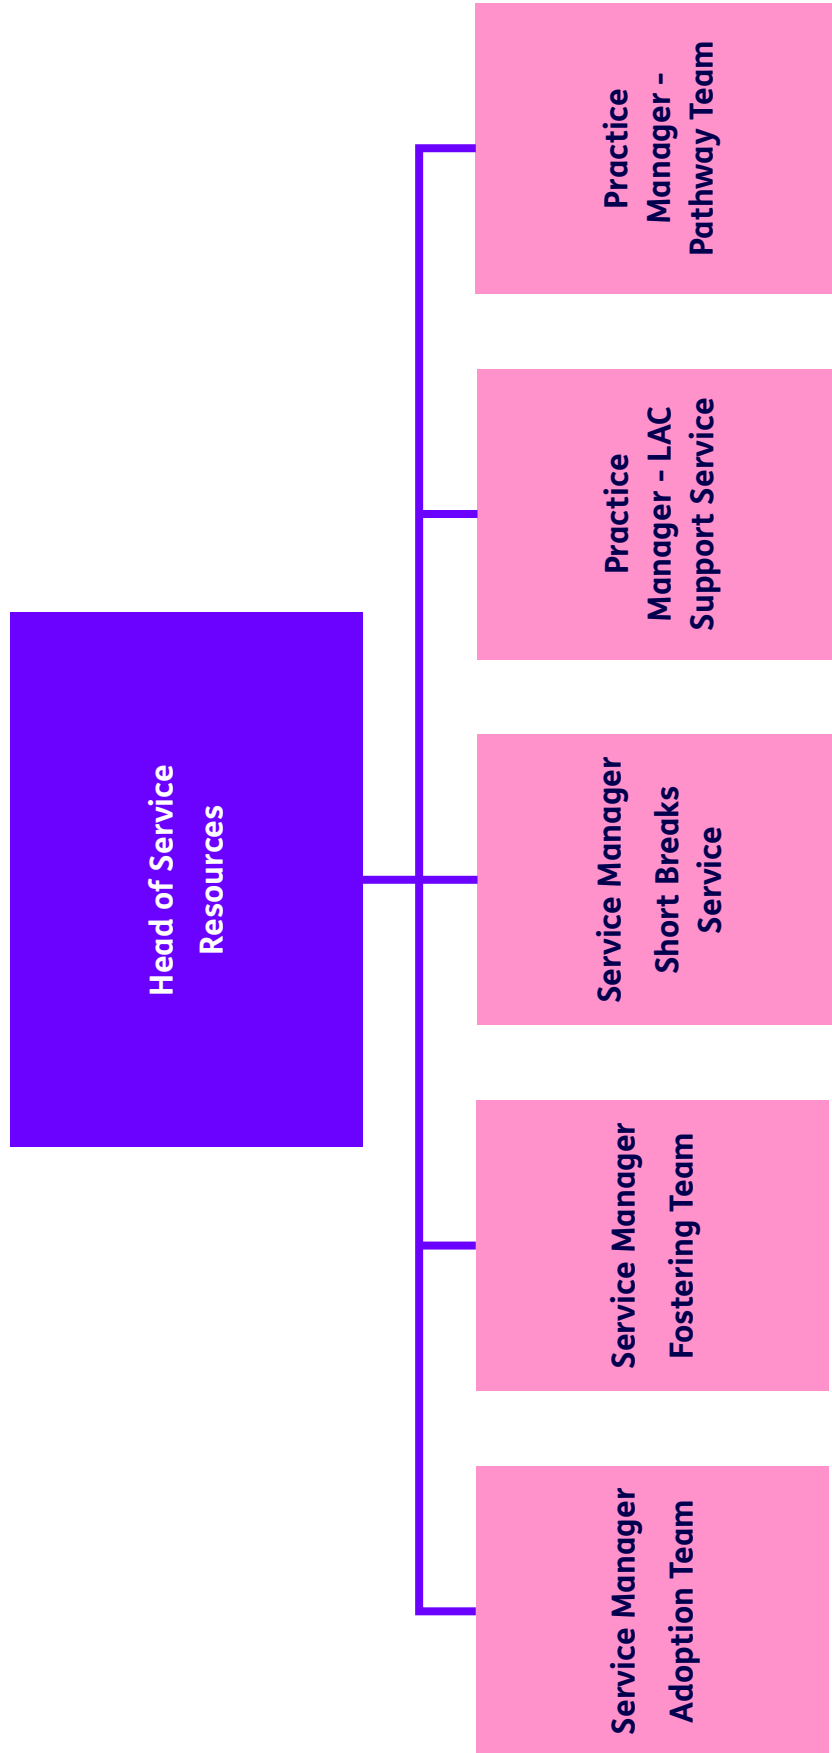 Head of Service
Resources
Service Manager
Adoption Team
Service Manager
Fostering Team
Service Manager
Short Breaks
Service
Practice
Manager – LAC
Support Service
Practice
Manager –
Pathway Team